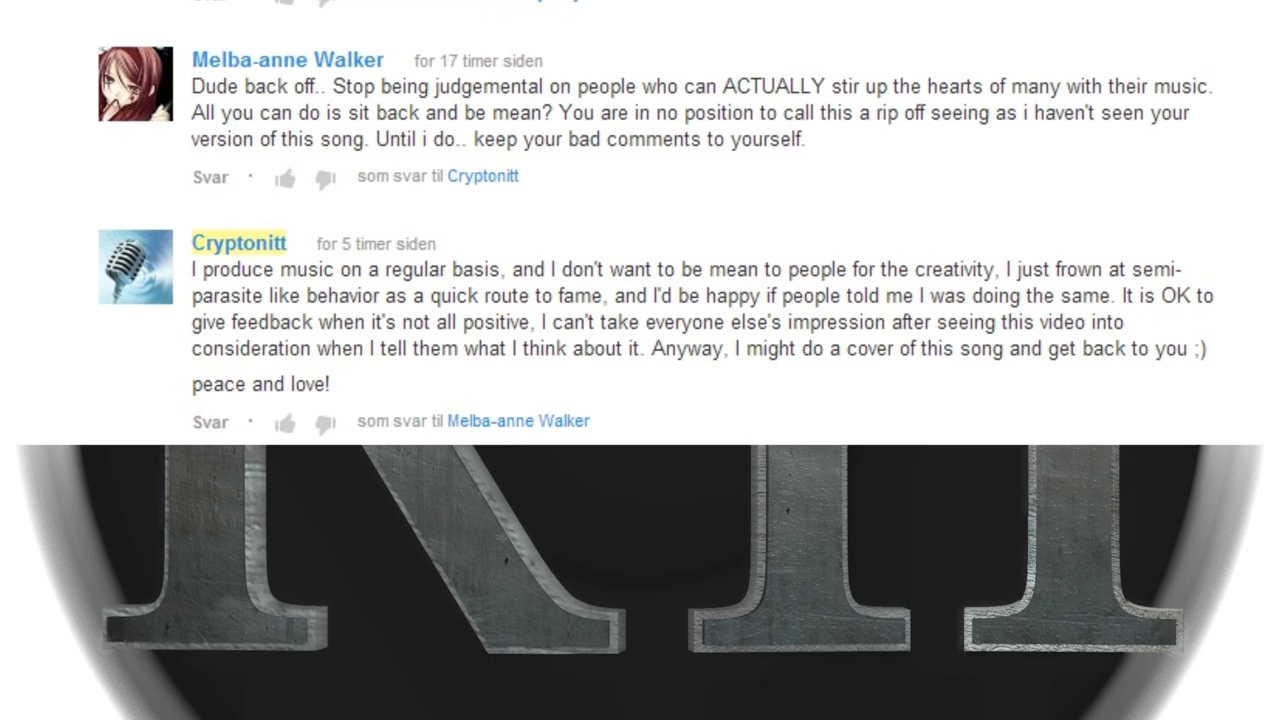 Melba-anne Walker for 17 timer siden
Dude back off.. Stop being judgemental on people who can ACTUALLY stir up the hearts of many with their music.
All you can do is sit back and be mean? You are in no position to call this a rip off seeing as i haven't seen your
version of this song. Until i do.. keep your bad comments to yourself.
Svar · som svar til Cryptonitt
Cryptonitt for 5 timer siden
I produce music on a regular basis, and I don't want to be mean to people for the creativity, I just frown at semi-
parasite like behavior as a quick route to fame, and I'd be happy if people told me I was doing the same. It is OK to
give feedback when it's not all positive, I can't take everyone else's impression after seeing this video into
consideration when I tell them what I think about it. Anyway, I might do a cover of this song and get back to you ;)
peace and love!
Svar · som svar til Melba-anne Walker